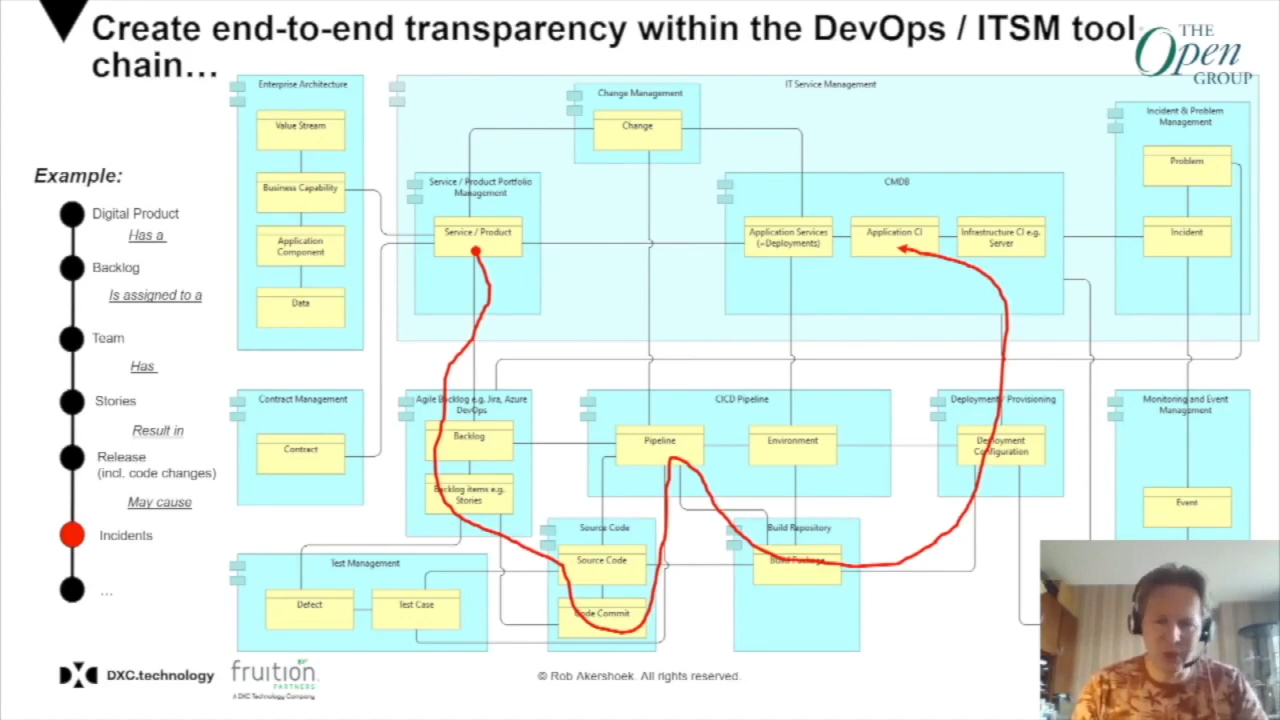 Create end-to-end transparency within the DevOps / ITSM tool
chain…
THE
Open
GROUP
Example:
Digital Product
Has a
Backlog
Is assigned to a
Team
Has
Stories
Result in
Release
(incl. code changes)
May cause
Incidents
...
Enterprise Architecture
Value Stream
Business Capability
Application
Component
Data
IT Service Management
Change Management
Change
Service / Product Portfolio
Management
Service / Product
CMDB
Application Services
(=Deployments)
Application CI
Infrastructure CI e.g.
Server
Incident & Problem
Management
Problem
Incident
Contract Management
Contract
Agile Backlog e.g. Jira, Azure
DevOps
Backlog
Backlog items e.g.
Stories
CICD Pipeline
Pipeline
Environment
Deployment / Provisioning
Deployment
Configuration
Monitoring and Event
Management
Event
Test Management
Defect
Test Case
Source Code
Source Code
Code Commit
Build Repository
Build Package
DXC.technology
fruition
PARTNERS
A DXC Technology Company
© Rob Akershoek. All rights reserved.